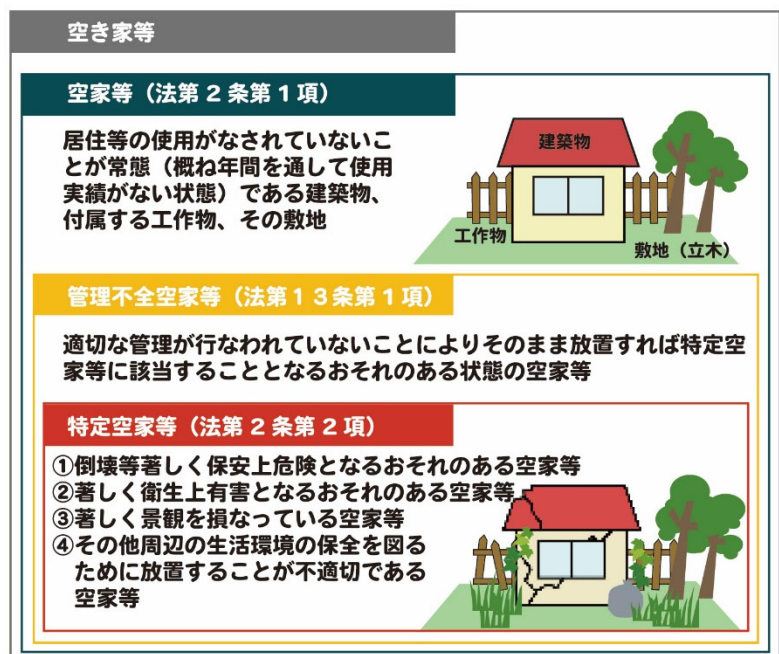 空き家等
空家等（法第２条第１項）
居住等の使用がなされていないこ
とが常態（概ね年間を通して使用
実績がない状態）である建築物、
付属する工作物、その敷地
建築物
工作物
敷地（立木）
管理不全空家等（法第１３条第１項）
適切な管理が行なわれていないことによりそのまま放置すれば特定空
家等に該当することとなるおそれのある状態の空家等
特定空家等（法第２条第２項）
①倒壊等著しく保安上危険となるおそれのある空家等
②著しく衛生上有害となるおそれのある空家等
③著しく景観を損なっている空家等
④その他周辺の生活環境の保全を図る
ために放置することが不適切である
空家等